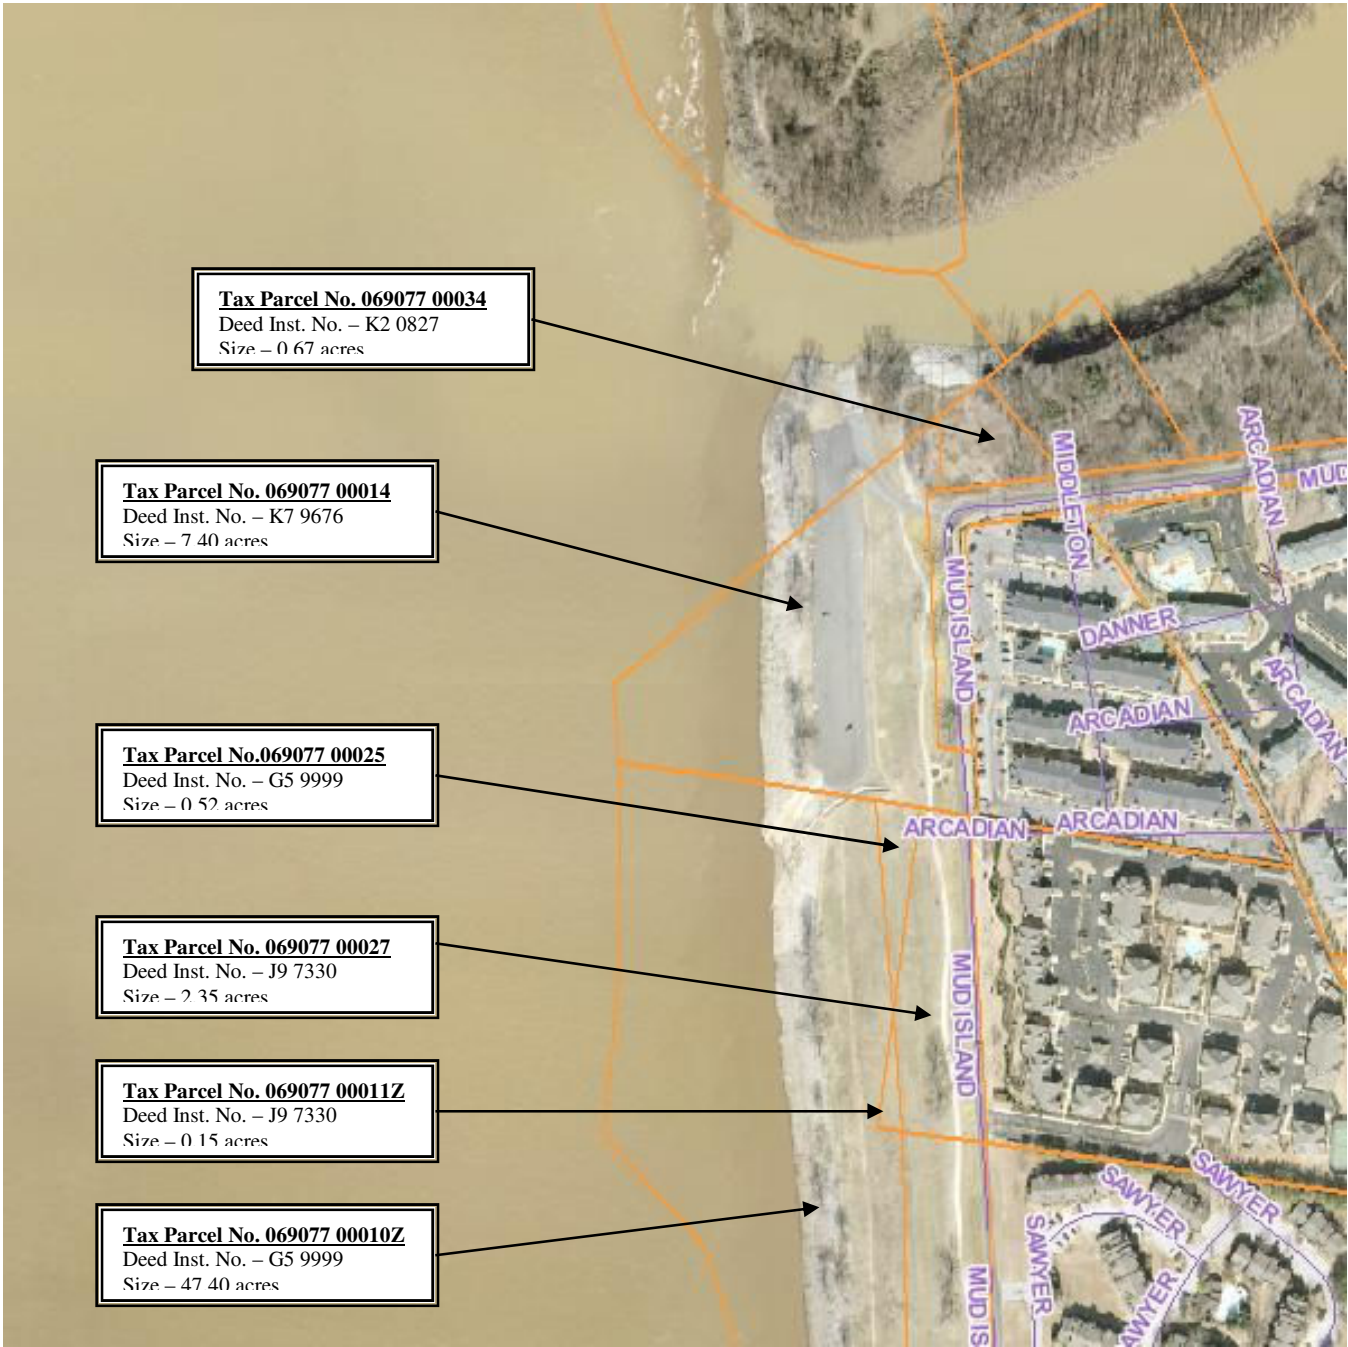 Tax Parcel No. 069077 00034
Deed Inst. No. – K2 0827
Size – 0.67 acres
Tax Parcel No. 069077 00014
Deed Inst. No. – K7 9676
Size – 7.40 acres
Tax Parcel No.069077 00025
Deed Inst. No. – G5 9999
Size – 0.52 acres
Tax Parcel No. 069077 00027
Deed Inst. No. – J9 7330
Size – 2.35 acres
Tax Parcel No. 069077 00011Z
Deed Inst. No. – J9 7330
Size – 0.15 acres
Tax Parcel No. 069077 00010Z
Deed Inst. No. – G5 9999
Size – 47.40 acres
MIDDLETON
ARCADIAN
MUD
MUD ISLAND
DANNER
ARCADIAN
ARCADIAN
ARCADIAN
ARCADIAN
MUD ISLAND
SAWYER
SAWYER
SAWYER
AWYER
MUD IS